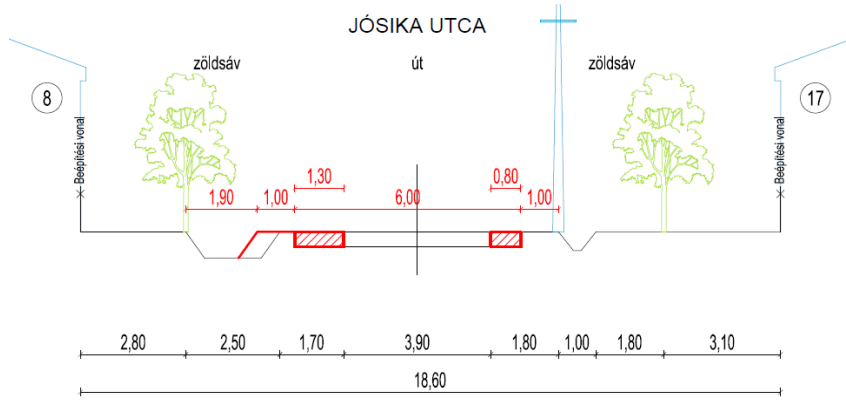 JÓSIKA UTCA
zöldsáv
út
zöldsáv
8
17
Beépítési vonal
Beépítési vonal
1,30
0,80
1,90
1,00
6,00
1,00
2,80
2,50
1,70
3,90
1,80
1,00
1,80
3,10
18,60